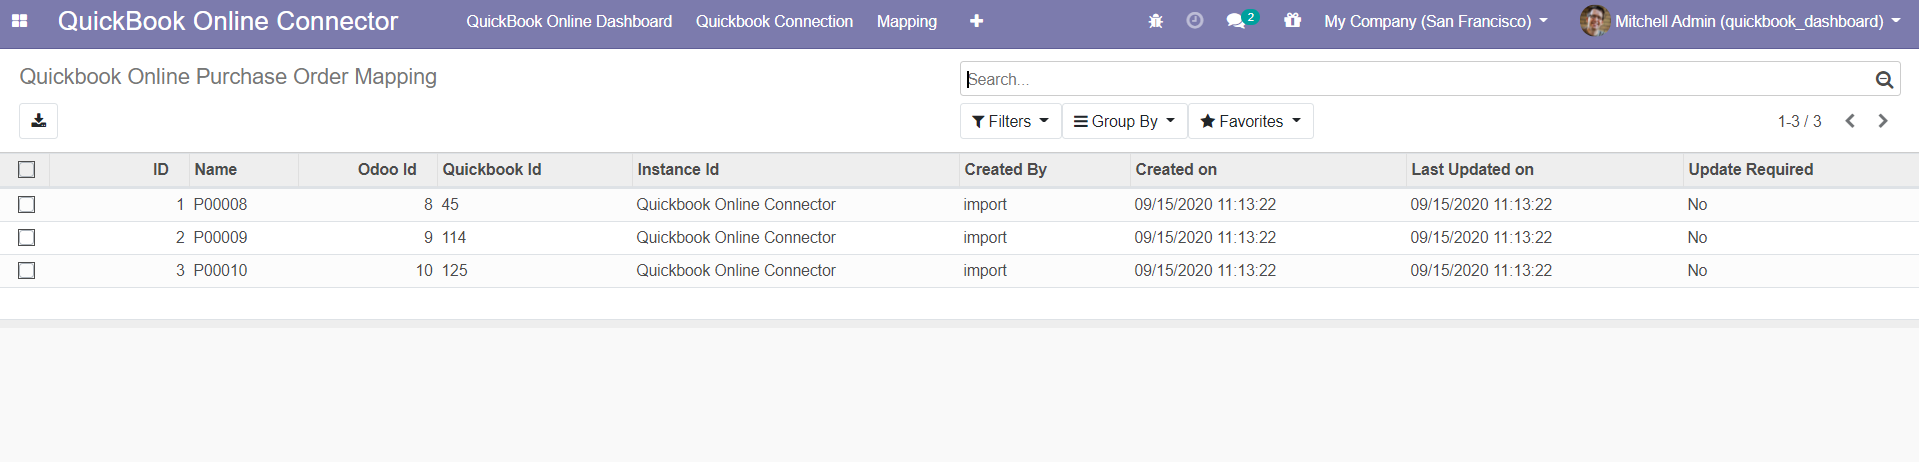 QuickBook Online Connector QuickBook Online Dashboard Quickbook Connection Mapping 2 My Company (San Francisco) Mitchell Admin (quickbook_dashboard)
Quickbook Online Purchase Order Mapping Search...
Filters Group By Favorites 1-3 / 3
ID Name Odoo Id Quickbook Id Instance Id Created By Created on Last Updated on Update Required
1 P00008 8 45 Quickbook Online Connector import 09/15/2020 11:13:22 09/15/2020 11:13:22 No
2 P00009 9 114 Quickbook Online Connector import 09/15/2020 11:13:22 09/15/2020 11:13:22 No
3 P00010 10 125 Quickbook Online Connector import 09/15/2020 11:13:22 09/15/2020 11:13:22 No